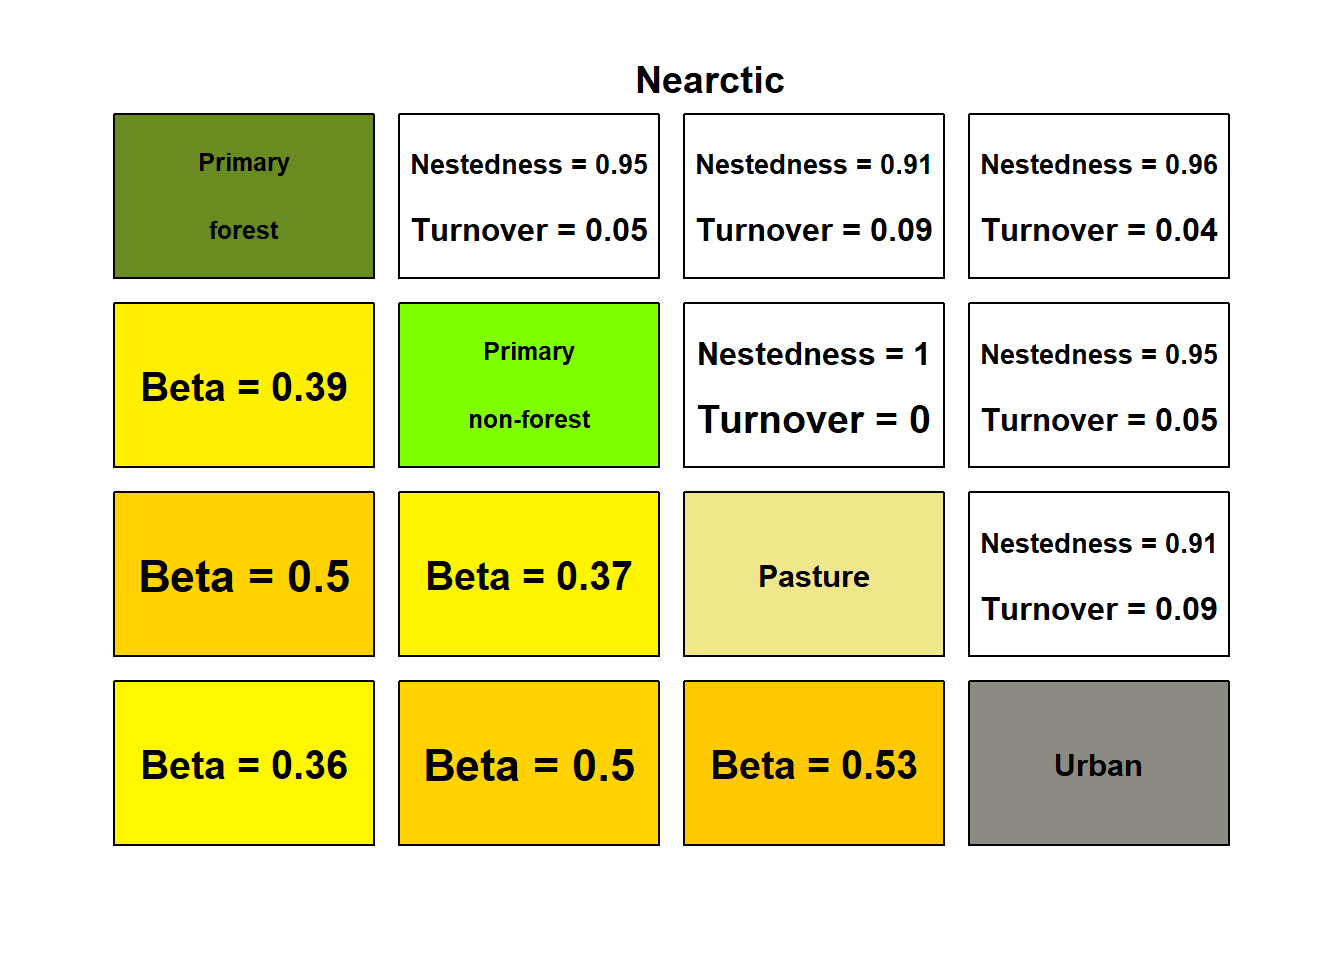 Nearctic
Primary
forest
Nestedness = 0.95
Turnover = 0.05
Nestedness = 0.91
Turnover = 0.09
Nestedness = 0.96
Turnover = 0.04
Beta = 0.39
Primary
non-forest
Nestedness = 1
Turnover = 0
Nestedness = 0.95
Turnover = 0.05
Beta = 0.5
Beta = 0.37
Pasture
Nestedness = 0.91
Turnover = 0.09
Beta = 0.36
Beta = 0.5
Beta = 0.53
Urban